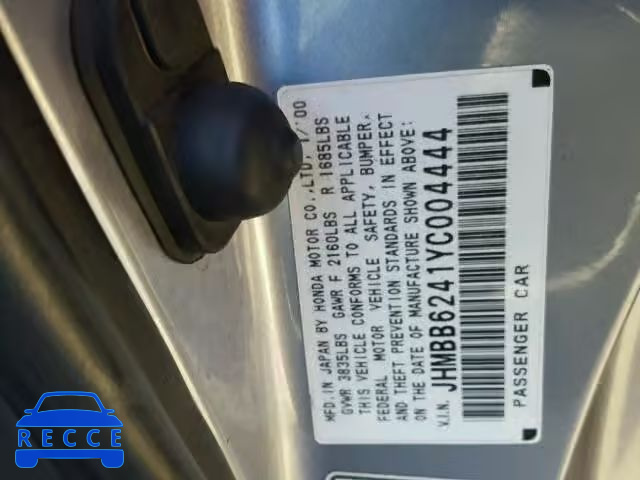 MFD.IN JAPAN BY HONDA MOTOR CO.,LTD, 1/'00
GVWR 3835LBS GAWR F 2160LBS R 1685LBS
THIS VEHICLE CONFORMS TO ALL APPLICABLE
FEDERAL MOTOR VEHICLE SAFETY, BUMPER,
AND THEFT PREVENTION STANDARDS IN EFFECT
ON THE DATE OF MANUFACTURE SHOWN ABOVE:
V.I.N. JHMBB6241YC004444
PASSENGER CAR
RECCE